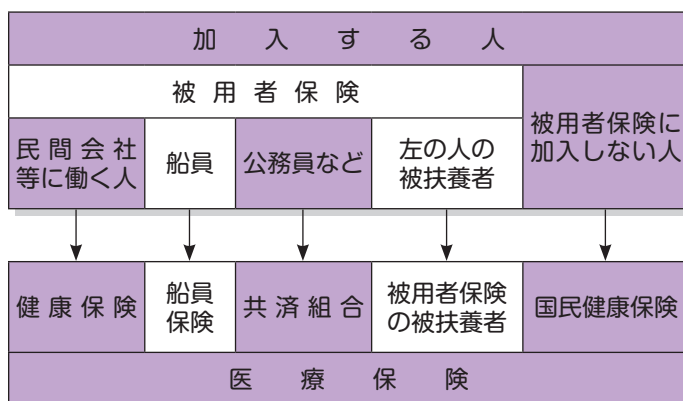 加入する人
被用者保険
民間会社
等に働く人
船員
公務員など
左の人の
被扶養者
被用者保険に
加入しない人
健康保険
船員
保険
共済組合
被用者保険
の被扶養者
国民健康保険
医療保険